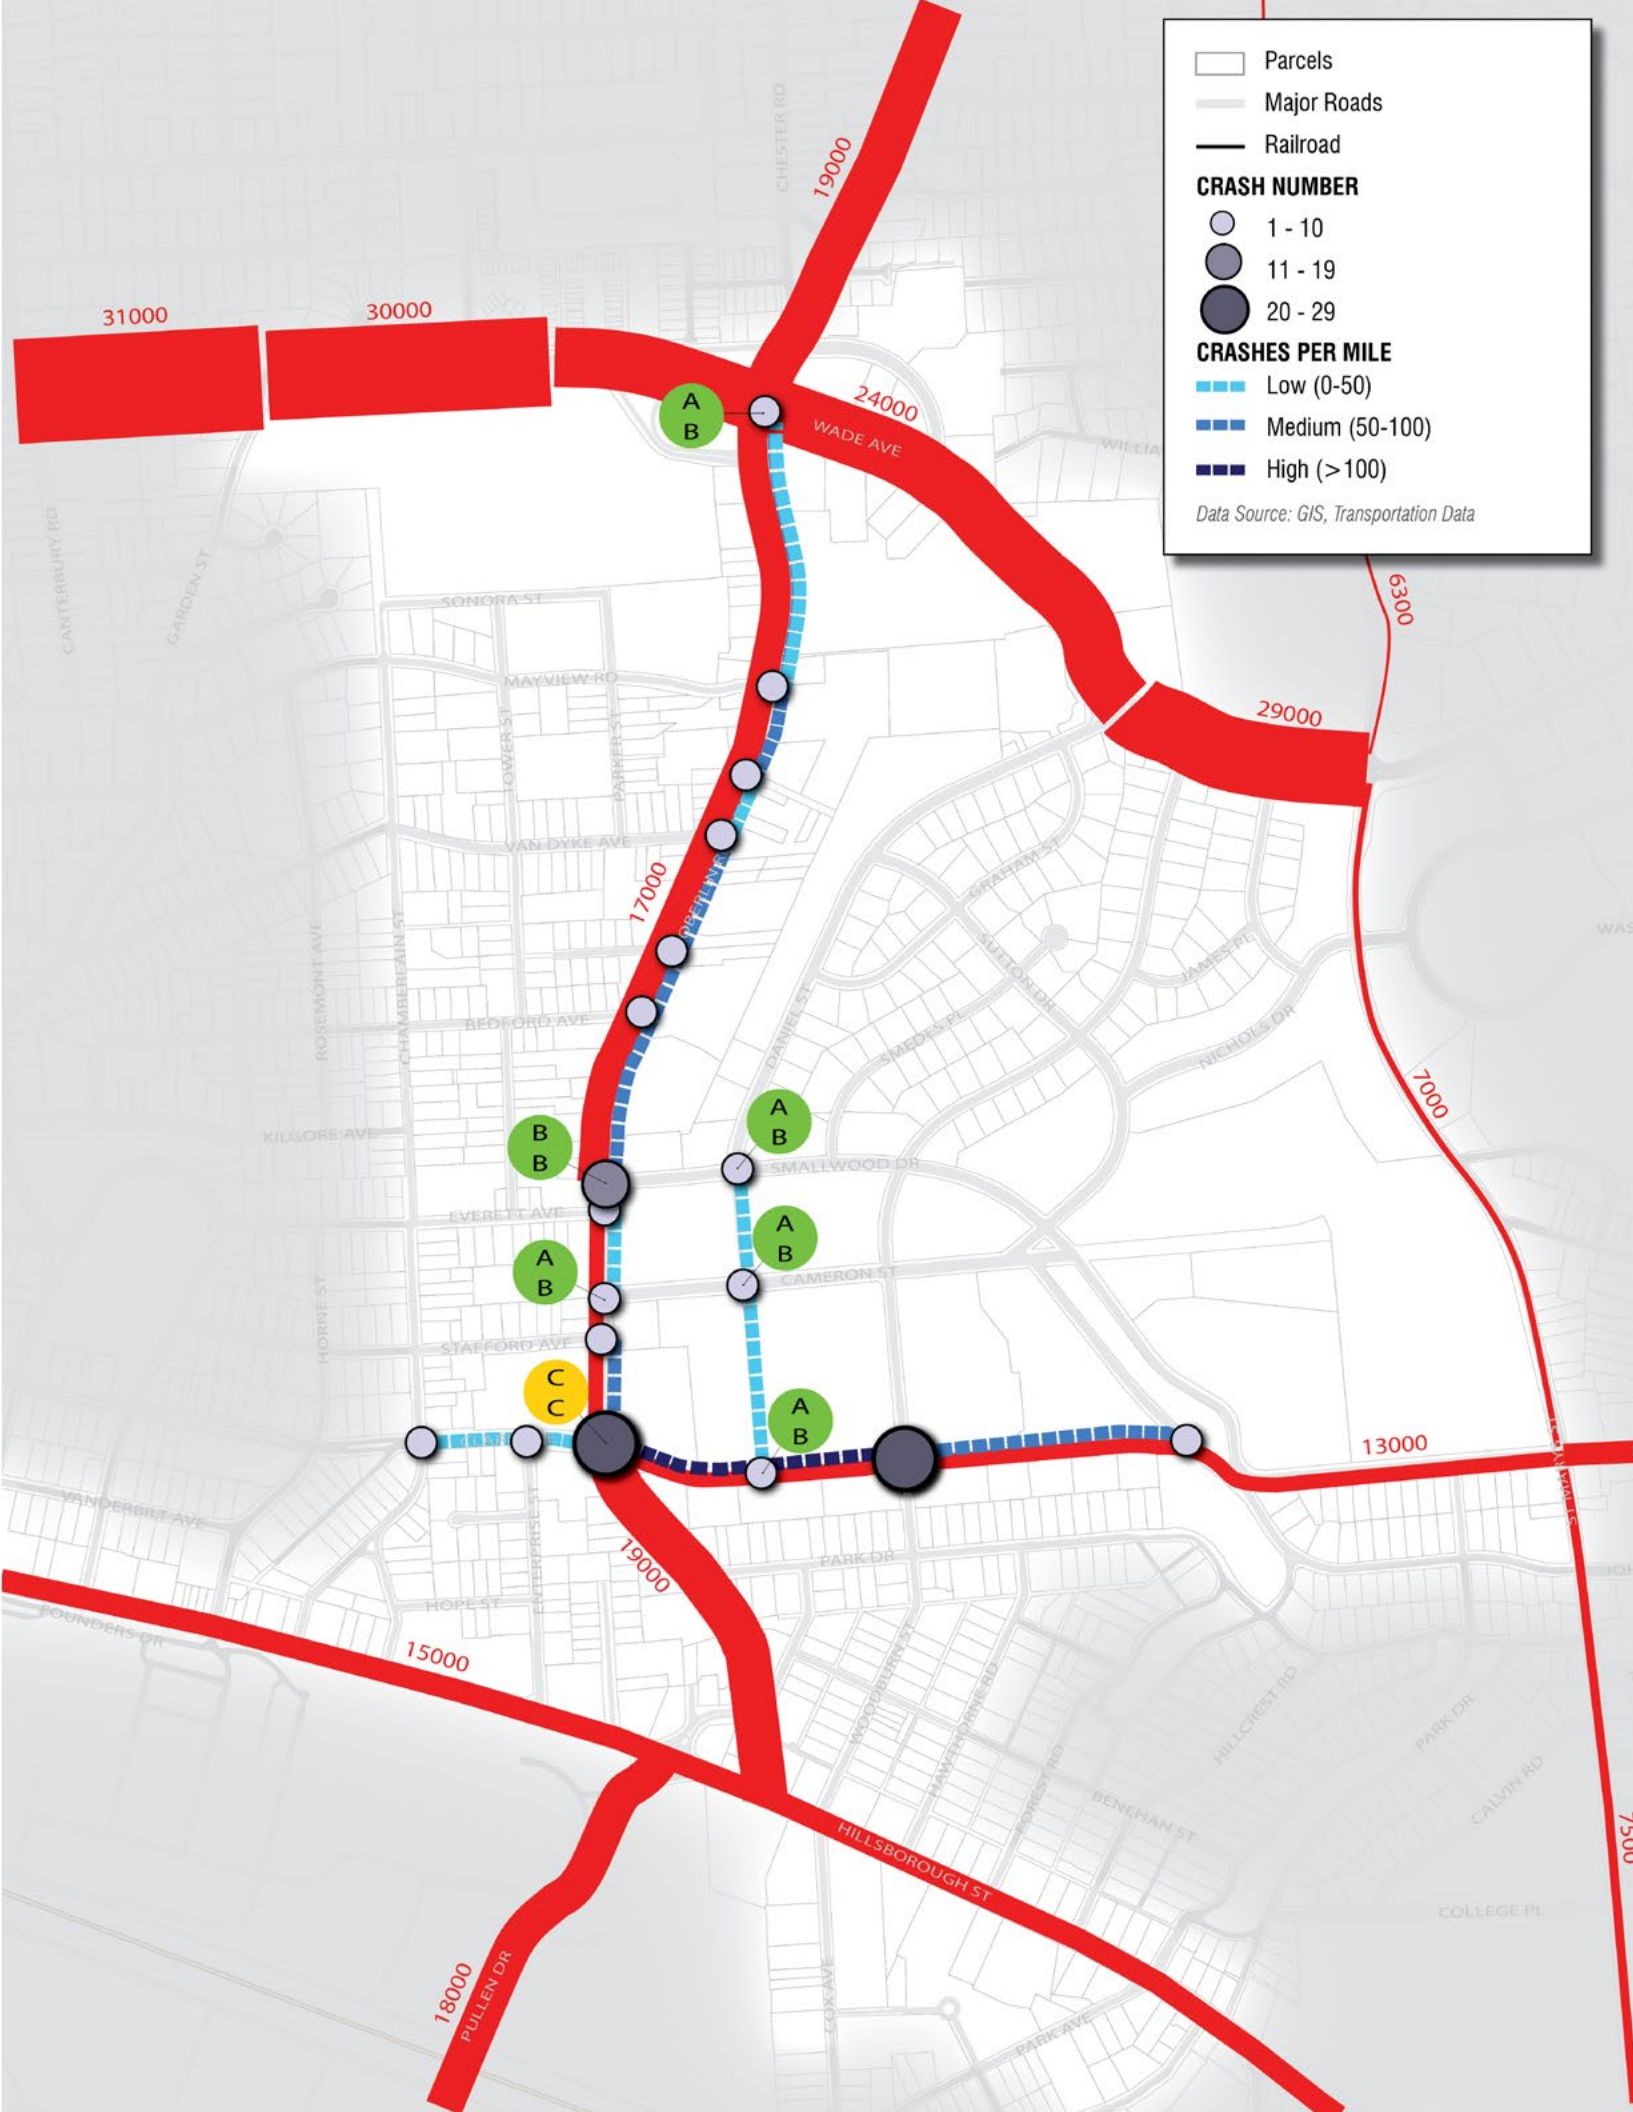 Parcels
Major Roads
Railroad
CRASH NUMBER
1 - 10
11 - 19
20 - 29
CRASHES PER MILE
Low (0-50)
Medium (50-100)
High (>100)
Data Source: GIS, Transportation Data
CHESTER RD
19000
31000
30000
24000
WADE AVE
A
B
WILLIA
CANTERBURY RD
GARDEN ST
SONORA ST
6300
MAYVIEW RD
TOWER ST
PARKER ST
29000
VAN DYKE AVE
17000
OBERLIN R
GRAHAM ST
SUTTON DR
JAMES PL
WAS
ROSEMONT AVE
CHAMBERLAIN ST
BEDFORD AVE
DANIEL ST
SMEDES PL
NICHOLS DR
7000
KILGORE AVE
B
B
A
B
SMALLWOOD DR
EVERETT AVE
A
B
A
B
CAMERON ST
HORNE ST
STAFFORD AVE
C
C
A
B
13000
VANDERBILT AVE
ENTERPRISE ST
19000
PARK DR
HOPE ST
FOUNDERS DR
15000
WOODBURN ST
HAWTHORNE RD
HILLCREST RD
PARK DR
FOREST RD
BENEHAN ST
CALVIN RD
7500
HILLSBOROUGH ST
COLLEGE PL
18000
PULLEN DR
COX AVE
PARK AVE